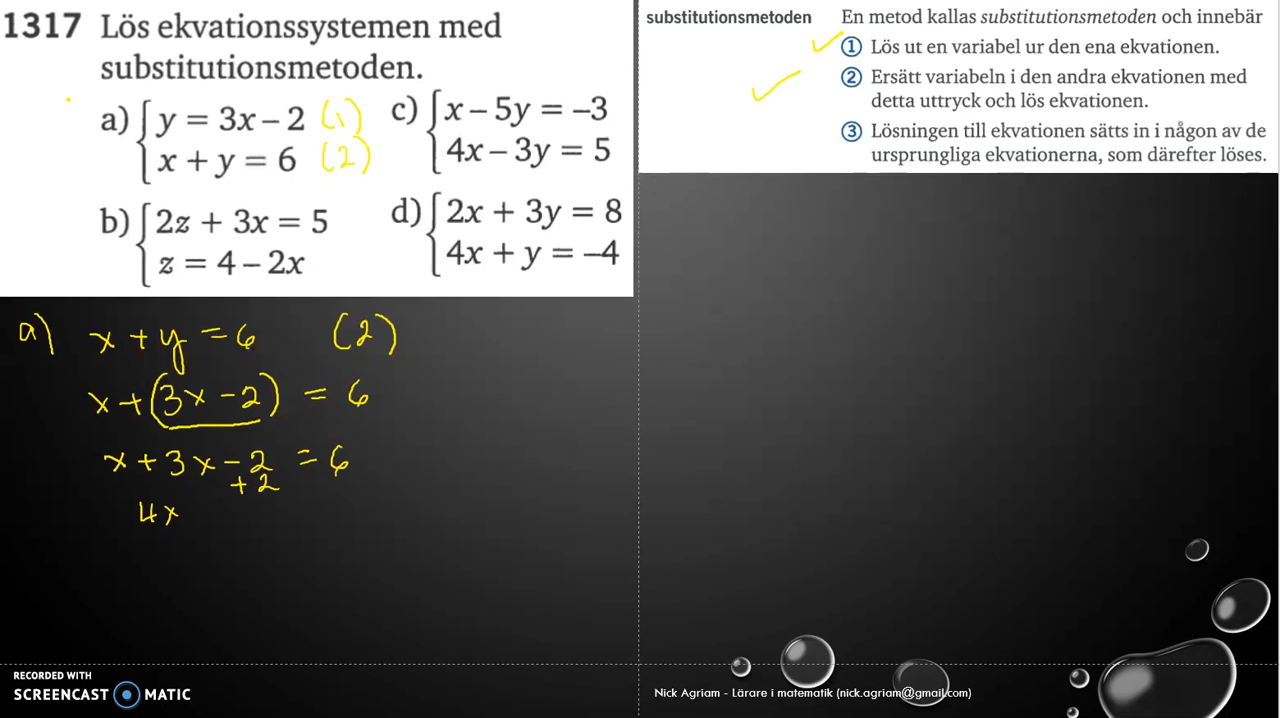 1317 Lös ekvationssystemen med
substitutionsmetoden.
a) { y = 3x – 2 (1)
x + y = 6 (2)
b) { 2z + 3x = 5
z = 4 – 2x
c) { x – 5y = –3
4x – 3y = 5
d) { 2x + 3y = 8
4x + y = –4
substitutionsmetoden
En metod kallas substitutionsmetoden och innebär
① Lös ut en variabel ur den ena ekvationen.
② Ersätt variabeln i den andra ekvationen med
detta uttryck och lös ekvationen.
③ Lösningen till ekvationen sätts in i någon av de
ursprungliga ekvationerna, som därefter löses.
a) x + y = 6 (2)
x + (3x – 2) = 6
x + 3x – 2 = 6
+ 2
4x
RECORDED WITH
SCREENCAST MATIC
Nick Agriam - Lärare i matematik (nick.agriam@gmail.com)